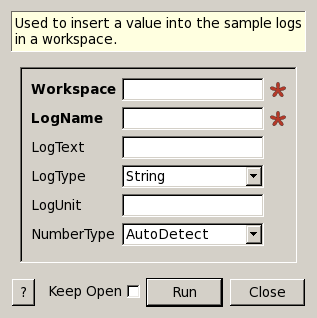 Used to insert a value into the sample logs
in a workspace.
Workspace
LogName
LogText
LogType String
LogUnit
NumberType AutoDetect
? Keep Open Run Close